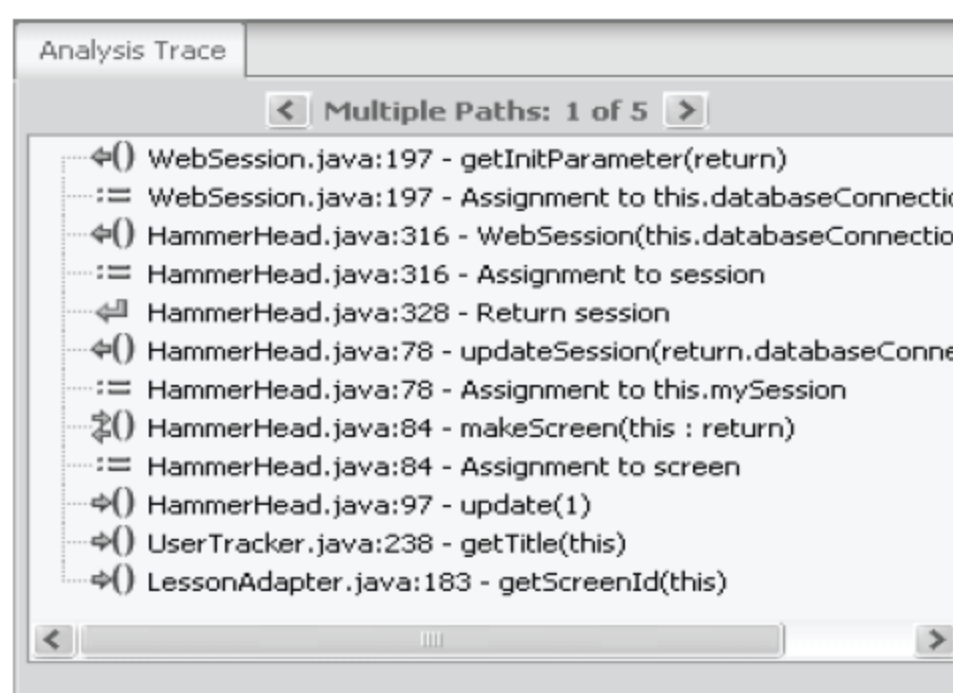 Analysis Trace
Multiple Paths: 1 of 5
WebSession.java:197 - getInitParameter(return)
WebSession.java:197 - Assignment to this.databaseConnectio
HammerHead.java:316 - WebSession(this.databaseConnectio
HammerHead.java:316 - Assignment to session
HammerHead.java:328 - Return session
HammerHead.java:78 - updateSession(return.databaseConne
HammerHead.java:78 - Assignment to this.mySession
HammerHead.java:84 - makeScreen(this : return)
HammerHead.java:84 - Assignment to screen
HammerHead.java:97 - update(1)
UserTracker.java:238 - getTitle(this)
LessonAdapter.java:183 - getScreenId(this)